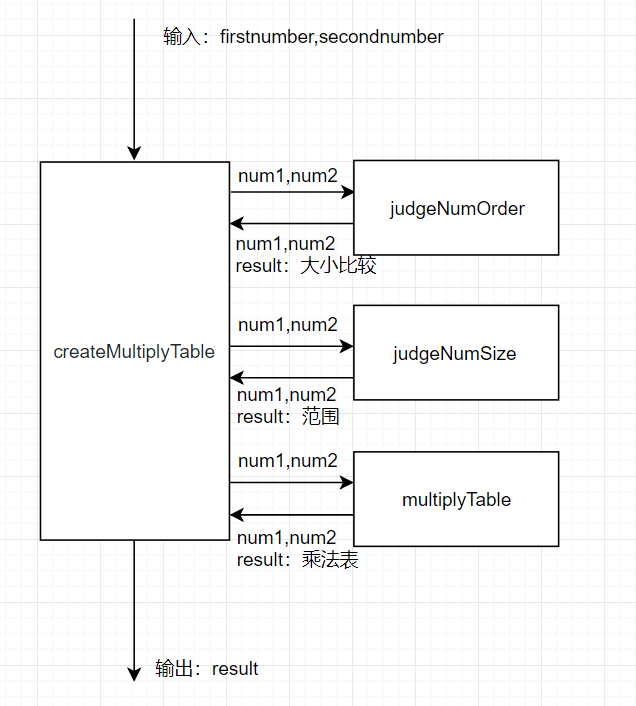 输入：firstnumber,secondnumber
num1,num2
judgeNumOrder
num1,num2
result：大小比较
createMultiplyTable
num1,num2
judgeNumSize
num1,num2
result：范围
num1,num2
multiplyTable
num1,num2
result：乘法表
输出：result